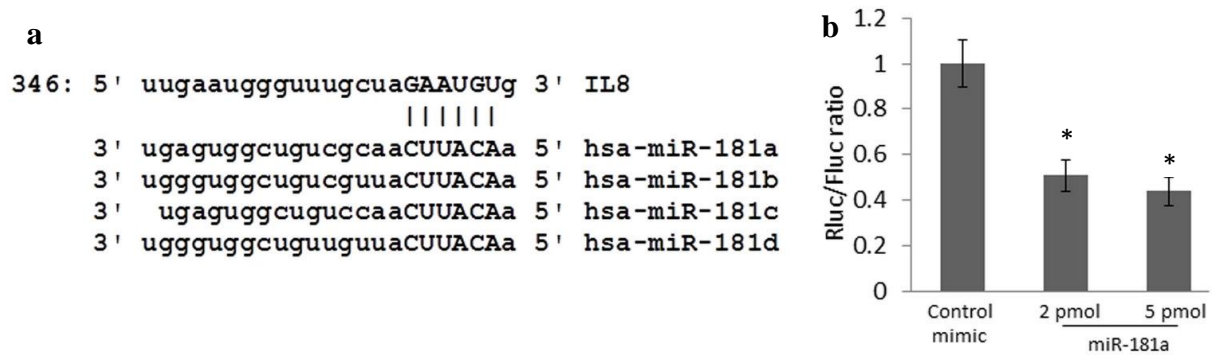 a
346: 5' uugaauggguuugcuaGAAUGUg 3' IL8
||||||
3' ugaguggcugucgcaaCUUACAa 5' hsa-miR-181a
3' uggguggcugucguuaCUUACAa 5' hsa-miR-181b
3' ugaguggcuguccaaCUUACAa 5' hsa-miR-181c
3' uggguggcuguuguuaCUUACAa 5' hsa-miR-181d
b
Rluc/Fluc ratio
1.2
1
0.8
0.6
0.4
0.2
0
* *
Control mimic
2 pmol 5 pmol
miR-181a